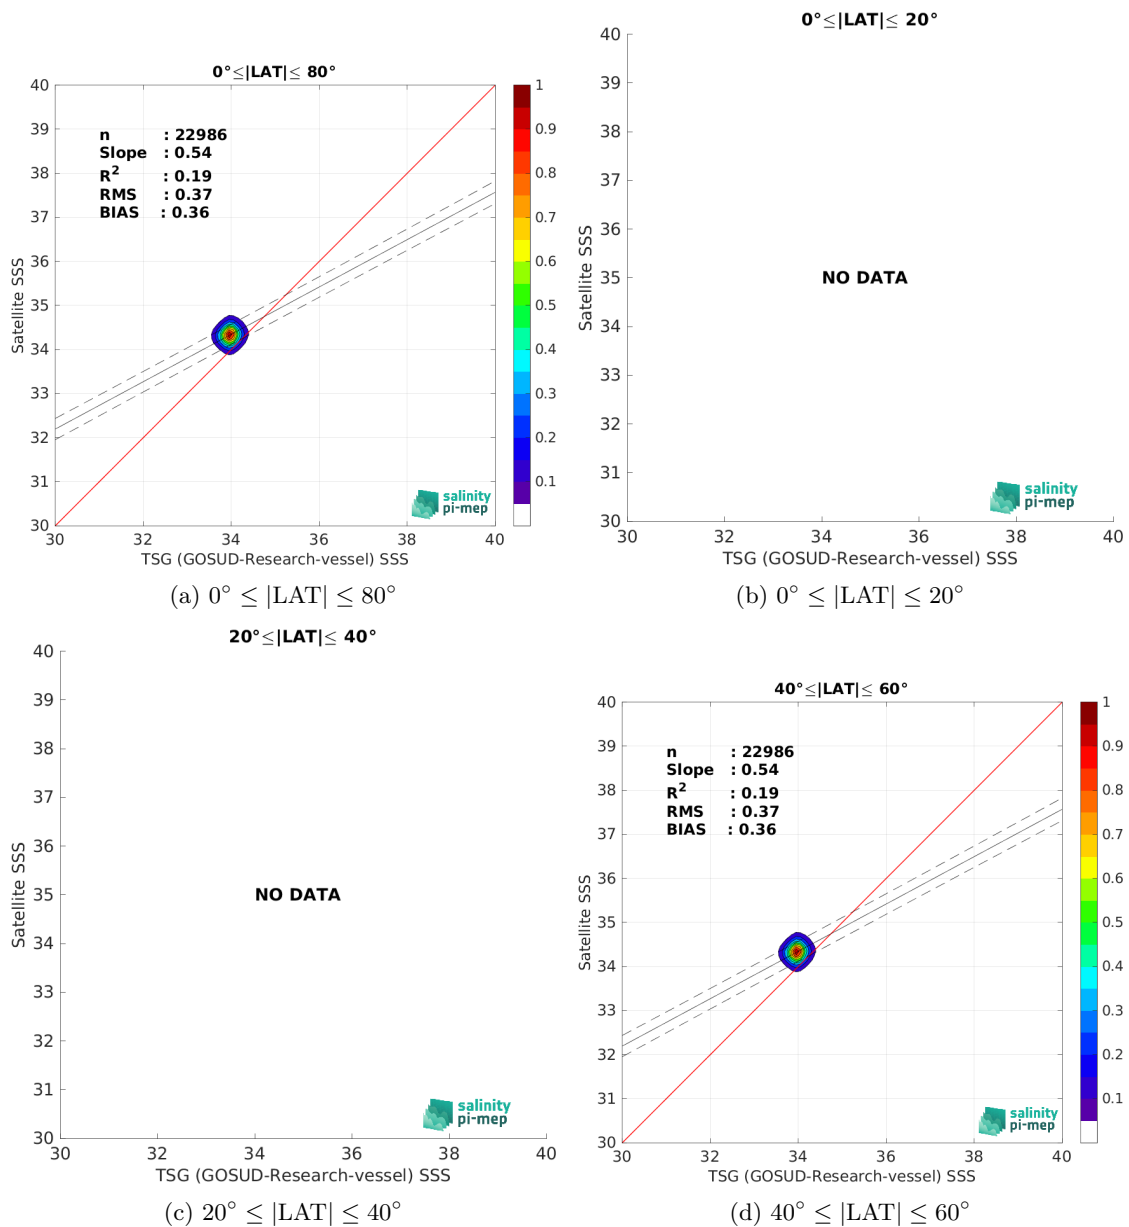 0°≤|LAT|≤ 80°
n : 22986
Slope : 0.54
R² : 0.19
RMS : 0.37
BIAS : 0.36
40
39
38
37
36
35
34
33
32
31
30
Satellite SSS
30 32 34 36 38 40
TSG (GOSUD-Research-vessel) SSS
1
0.9
0.8
0.7
0.6
0.5
0.4
0.3
0.2
0.1
salinity
pi-mep
(a) 0° ≤ |LAT| ≤ 80°
0°≤|LAT|≤ 20°
40
39
38
37
36
35
34
33
32
31
30
Satellite SSS
NO DATA
30 32 34 36 38 40
TSG (GOSUD-Research-vessel) SSS
salinity
pi-mep
(b) 0° ≤ |LAT| ≤ 20°
20°≤|LAT|≤ 40°
40
39
38
37
36
35
34
33
32
31
30
Satellite SSS
NO DATA
30 32 34 36 38 40
TSG (GOSUD-Research-vessel) SSS
salinity
pi-mep
(c) 20° ≤ |LAT| ≤ 40°
40°≤|LAT|≤ 60°
n : 22986
Slope : 0.54
R² : 0.19
RMS : 0.37
BIAS : 0.36
40
39
38
37
36
35
34
33
32
31
30
Satellite SSS
30 32 34 36 38 40
TSG (GOSUD-Research-vessel) SSS
1
0.9
0.8
0.7
0.6
0.5
0.4
0.3
0.2
0.1
salinity
pi-mep
(d) 40° ≤ |LAT| ≤ 60°